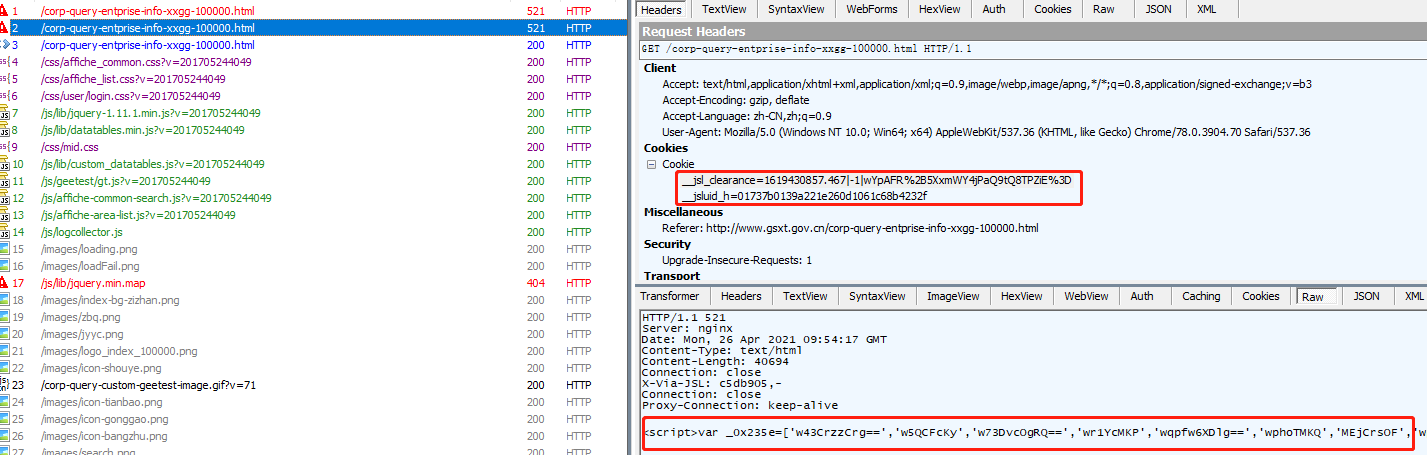 1 /corp-query-entprise-info-xxgg-100000.html 521 HTTP
2 /corp-query-entprise-info-xxgg-100000.html 521 HTTP
3 /corp-query-entprise-info-xxgg-100000.html 200 HTTP
4 /css/affiche_common.css?v=201705244049 200 HTTP
5 /css/affiche_list.css?v=201705244049 200 HTTP
6 /css/user/login.css?v=201705244049 200 HTTP
7 /js/lib/jquery-1.11.1.min.js?v=201705244049 200 HTTP
8 /js/lib/datatables.min.js?v=201705244049 200 HTTP
9 /css/mid.css 200 HTTP
10 /js/lib/custom_datatables.js?v=201705244049 200 HTTP
11 /js/geetest/gt.js?v=201705244049 200 HTTP
12 /js/affiche-common-search.js?v=201705244049 200 HTTP
13 /js/affiche-area-list.js?v=201705244049 200 HTTP
14 /js/logcollector.js 200 HTTP
15 /images/loading.png 200 HTTP
16 /images/loadFail.png 200 HTTP
17 /js/lib/jquery.min.map 404 HTTP
18 /images/index-bg-zizhan.png 200 HTTP
19 /images/zbq.png 200 HTTP
20 /images/jyyc.png 200 HTTP
21 /images/logo_index_100000.png 200 HTTP
22 /images/icon-shouye.png 200 HTTP
23 /corp-query-custom-geetest-image.gif?v=71 200 HTTP
24 /images/icon-tianbao.png 200 HTTP
25 /images/icon-gonggao.png 200 HTTP
26 /images/icon-bangzhu.png 200 HTTP
27 /images/search.png 200 HTTP
Headers TextView SyntaxView WebForms HexView Auth Cookies Raw JSON XML
Request Headers
GET /corp-query-entprise-info-xxgg-100000.html HTTP/1.1
Client
Accept: text/html,application/xhtml+xml,application/xml;q=0.9,image/webp,image/apng,*/*;q=0.8,application/signed-exchange;v=b3
Accept-Encoding: gzip, deflate
Accept-Language: zh-CN,zh;q=0.9
User-Agent: Mozilla/5.0 (Windows NT 10.0; Win64; x64) AppleWebKit/537.36 (KHTML, like Gecko) Chrome/78.0.3904.70 Safari/537.36
Cookies
Cookie
__jsl_clearance=1619430857.467|-1|wYpAFR%2B5XxmWY4jPaQ9tQ8TPZiE%3D
__jsluid_h=01737b0139a221e260d1061c68b4232f
Miscellaneous
Referer: http://www.gsxt.gov.cn/corp-query-entprise-info-xxgg-100000.html
Security
Upgrade-Insecure-Requests: 1
Transport
Transformer Headers TextView SyntaxView ImageView HexView WebView Auth Caching Cookies Raw JSON XML
HTTP/1.1 521
Server: nginx
Date: Mon, 26 Apr 2021 09:54:17 GMT
Content-Type: text/html
Content-Length: 40694
Connection: close
X-Via-JSL: c5db905,-
Connection: close
Proxy-Connection: keep-alive
<script>var _0x235e=['w43CrzzCrg==','w5QCFcKy','w73DvcOgRQ==','wr1YcMKP','wqpfw6XDlg==','wphoTMKQ','MEjCrsOF','w